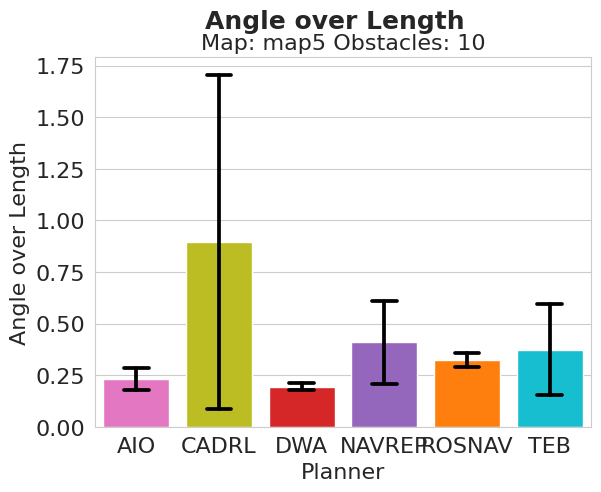 Angle over Length
Map: map5 Obstacles: 10
Angle over Length
1.75
1.50
1.25
1.00
0.75
0.50
0.25
0.00
AIO CADRL DWA NAVREP ROSNAV TEB
Planner